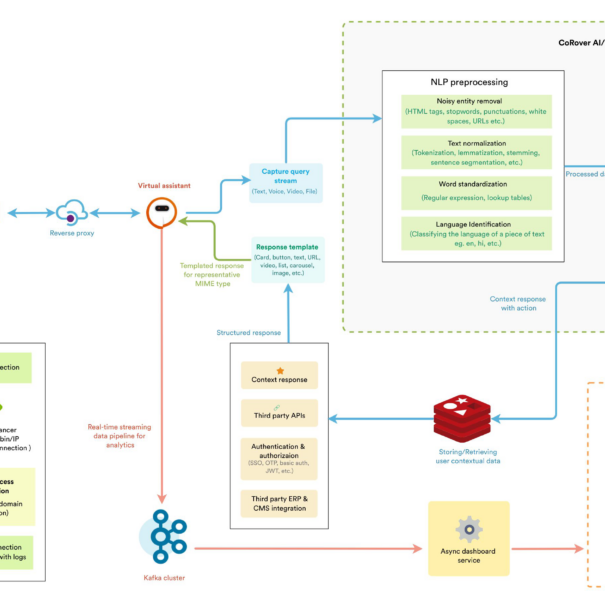 CoRover AI/
NLP preprocessing
Noisy entity removal
(HTML tags, stopwords, punctuations, white
spaces, URLs etc.)
Text normalization
(Tokenization, lemmatization, stemming,
sentence segmentation, etc.)
Word standardization
(Regular expression, lookup tables)
Language Identification
(Classifying the language of a piece of text
eg. en, hi, etc.)
Processed da
Capture query
stream
(Text, Voice, Video, File)
Virtual assistant
Reverse proxy
Response template
(Card, button, text, URL,
video, list, carousel,
image, etc.)
Templated response
for representative
MIME type
Context response
with action
Structured response
Context response
Third party APIs
Authentication &
authorizaion
(SSO, OTP, basic auth,
JWT, etc.)
Third party ERP &
CMS integration
Storing/Retrieving
user contextual data
ection
ancer
bin/IP
onnection )
cess
ion
domain
on)
nection
with logs
Real-time streaming
data pipeline for
analytics
Kafka cluster
Async dashboard
service